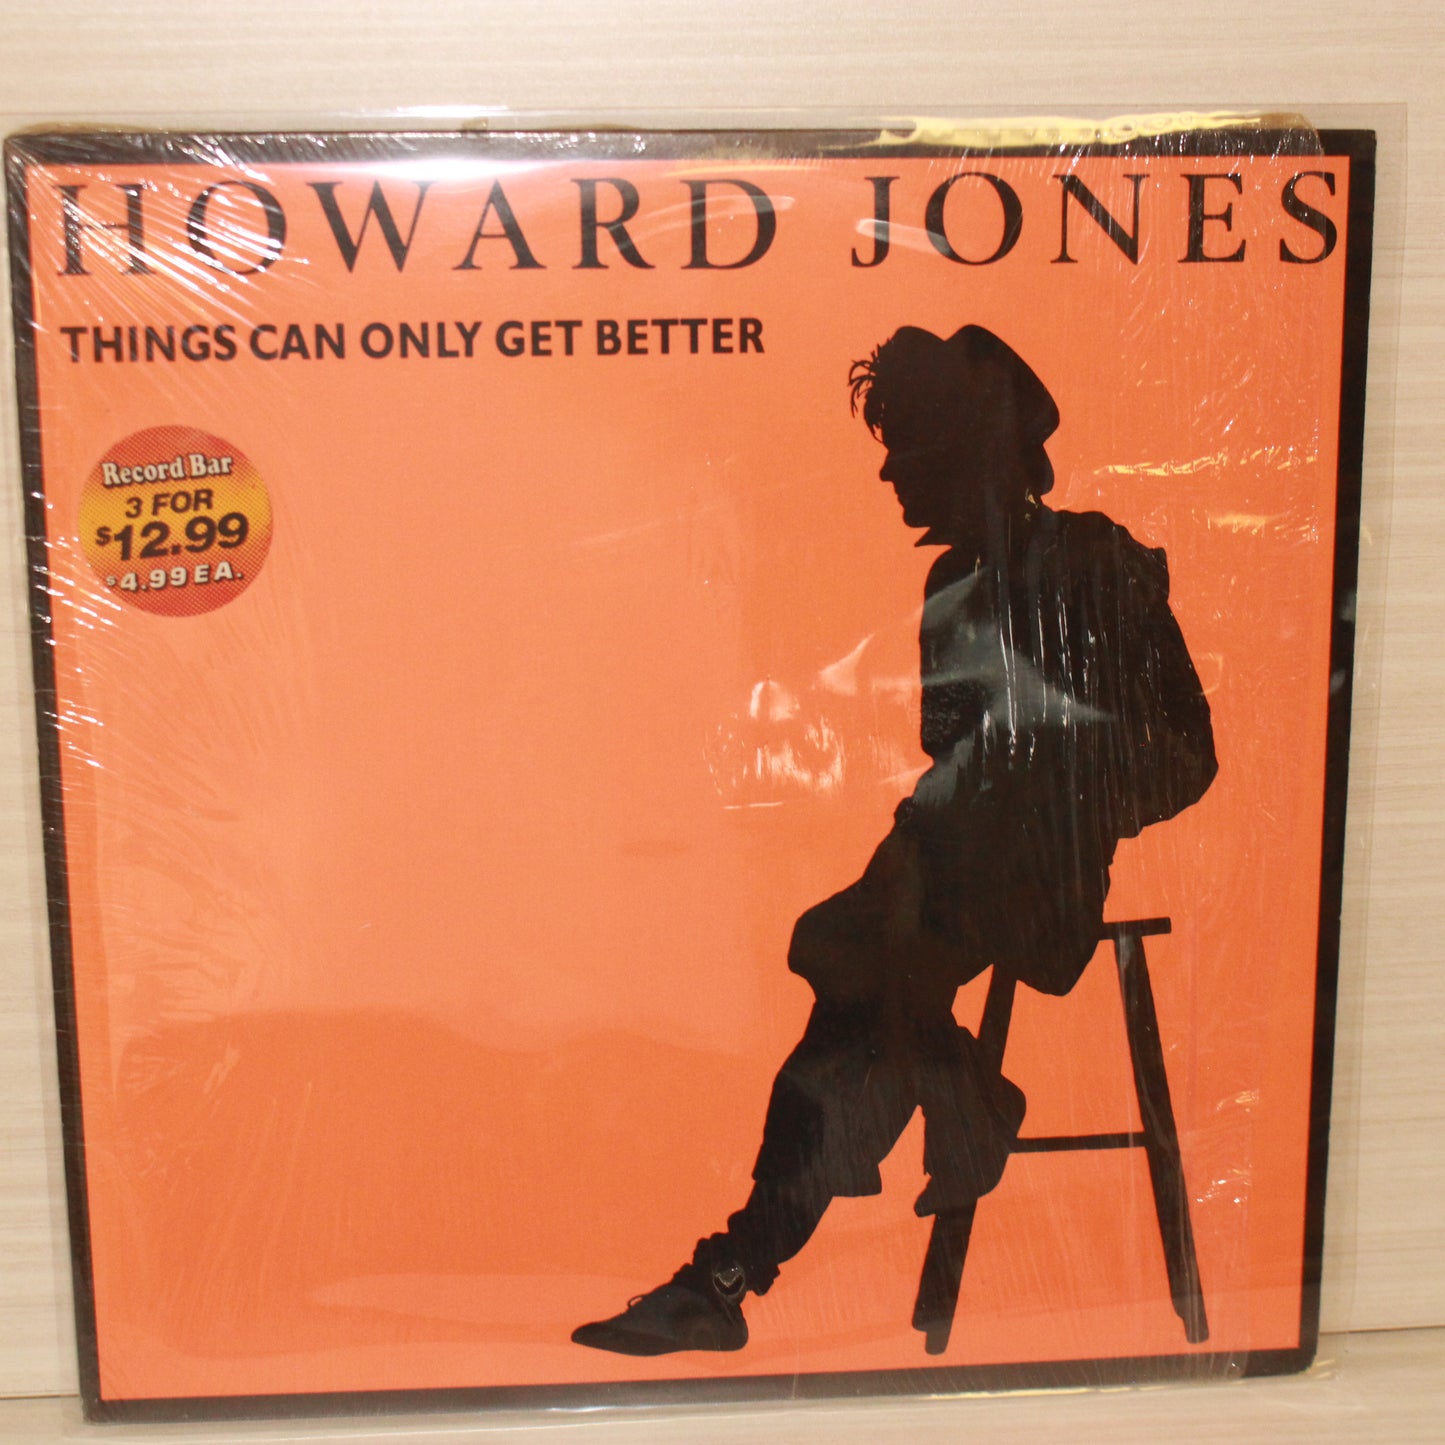 HOWARD JONES
THINGS CAN ONLY GET BETTER
Record Bar
3 FOR
$12.99
$4.99 EA.